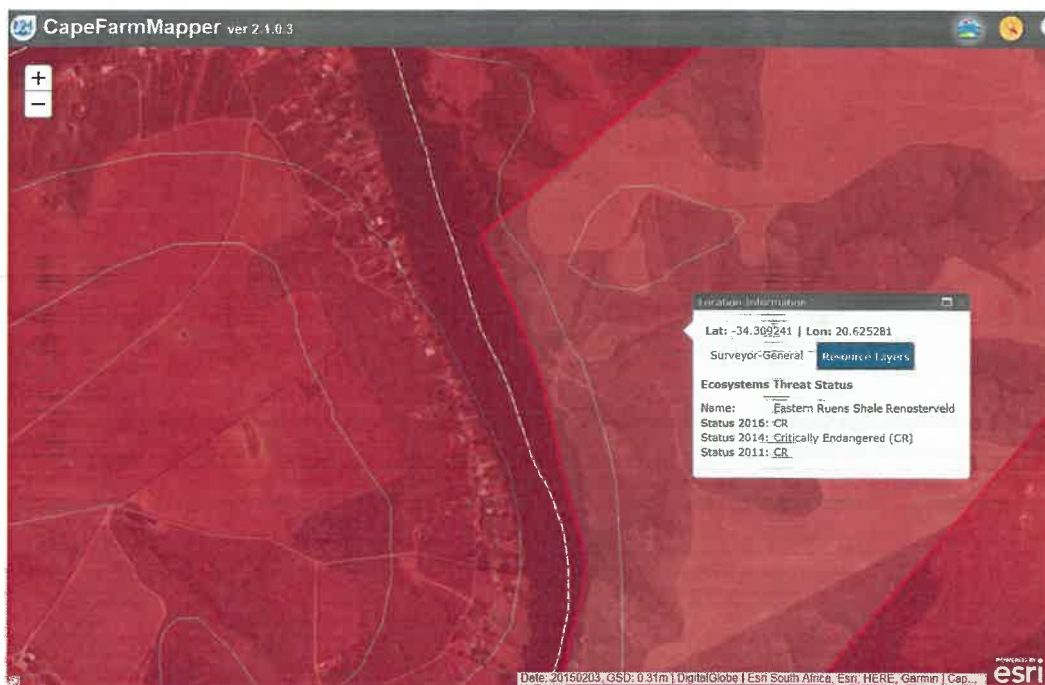 CapeFarmMapper ver 2.1.0.3
+
−
Location Information
Lat: -34.309241 | Lon: 20.625281
Surveyor-General Resource Layers
Ecosystems Threat Status
Name: Eastern Ruens Shale Renosterveld
Status 2016: CR
Status 2014: Critically Endangered (CR)
Status 2011: CR
POWERED BY
esri
Date: 20150203, GSD: 0.31m | DigitalGlobe | Esri South Africa, Esri, HERE, Garmin | Cap...